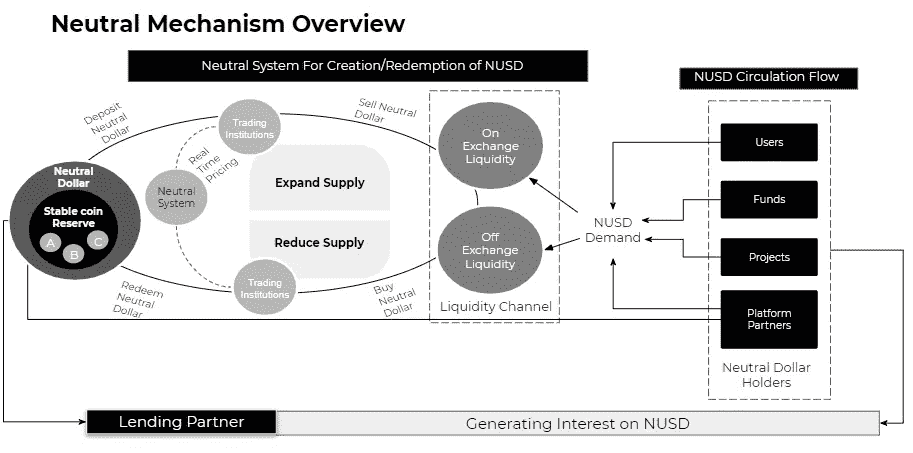 Neutral Mechanism Overview
Neutral System For Creation/Redemption of NUSD
NUSD Circulation Flow
Deposit
Neutral
Dollar
Sell Neutral
Dollar
Trading
Institutions
Real
Time
Pricing
On
Exchange
Liquidity
Users
Neutral
Dollar
Stable coin
Reserve
A
B
C
Neutral
System
Expand Supply
Reduce Supply
Funds
NUSD
Demand
Off
Exchange
Liquidity
Projects
Trading
Institutions
Redeem
Neutral
Dollar
Buy
Neutral
Dollar
Liquidity Channel
Platform
Partners
Neutral Dollar
Holders
Lending Partner
Generating Interest on NUSD